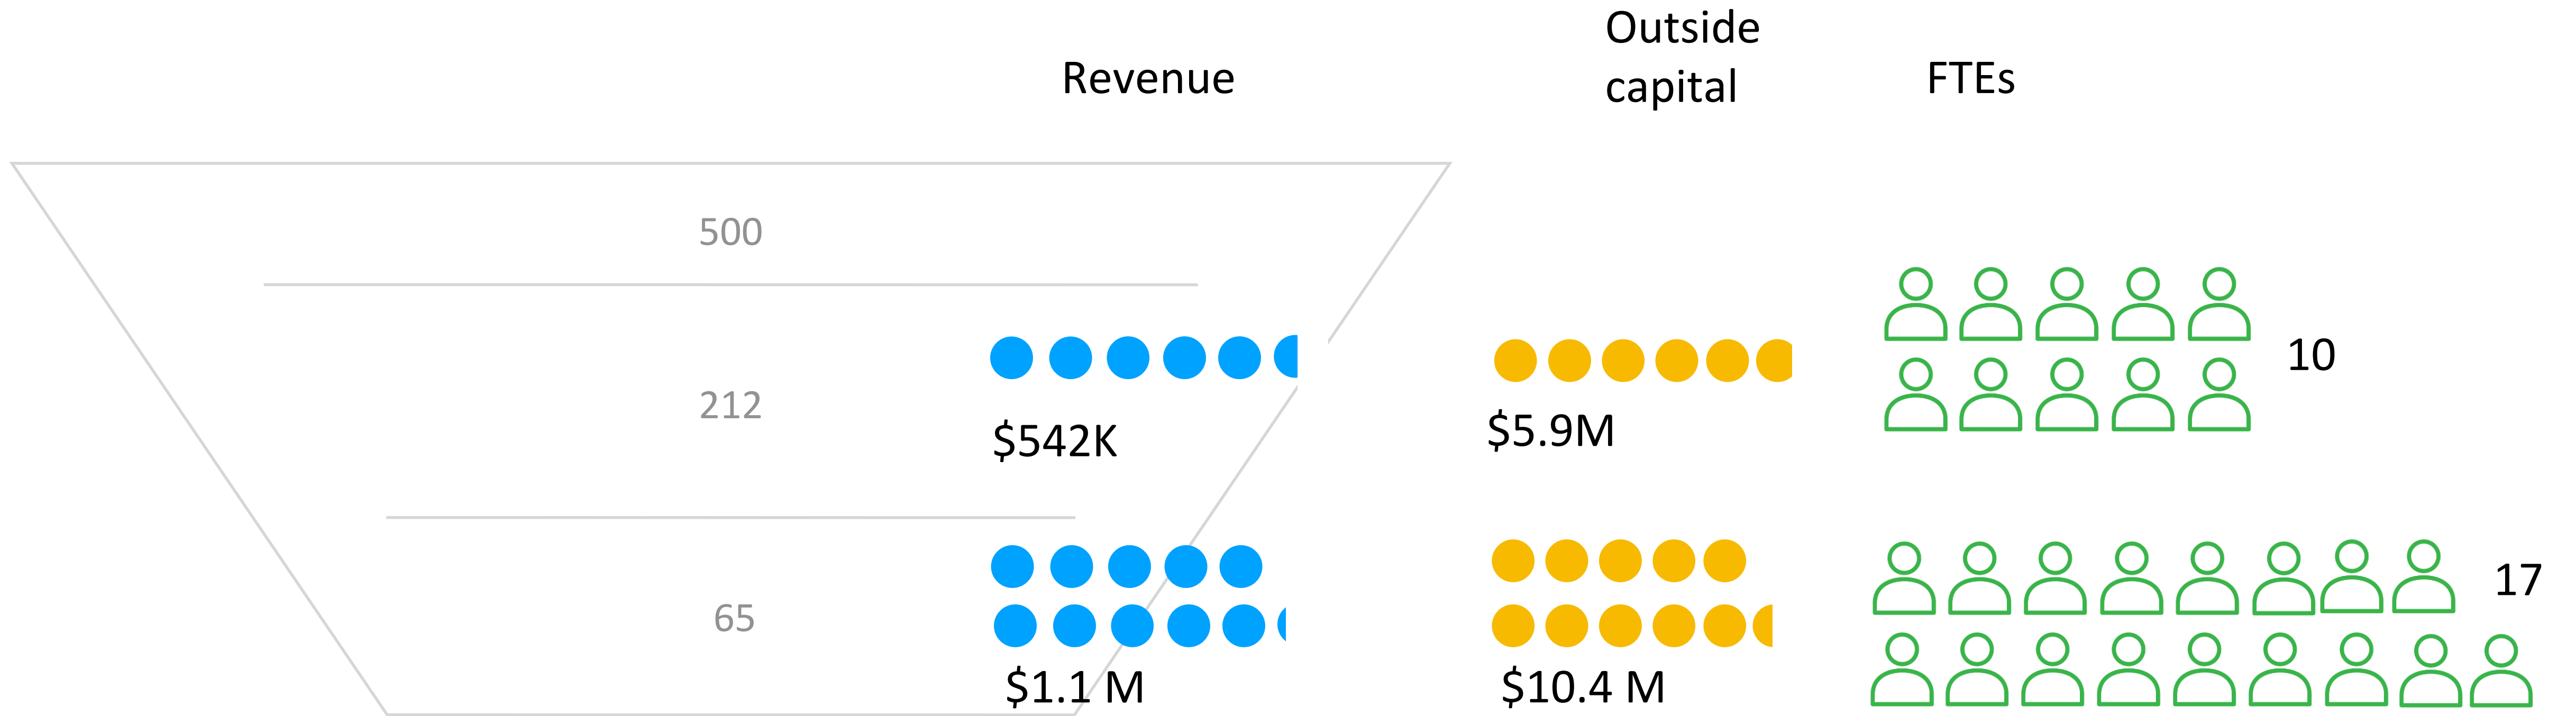 Outside
capital
Revenue
FTEs
500
212
$542K
$5.9M
10
65
$1.1 M
$10.4 M
17